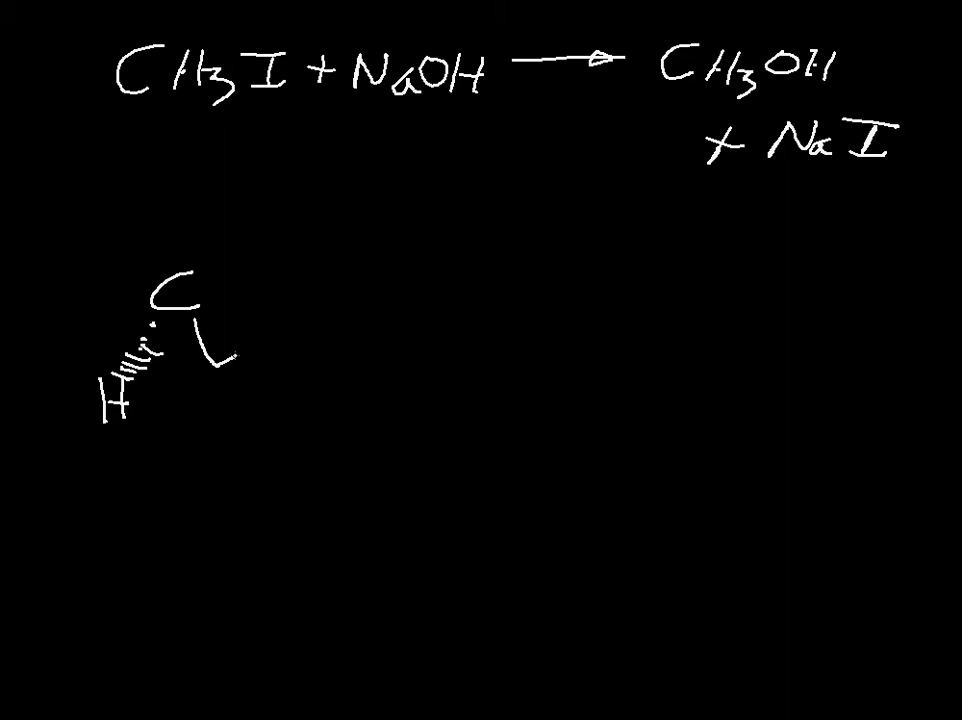 CH3I + NaOH → CH3OH
+ NaI
C
H